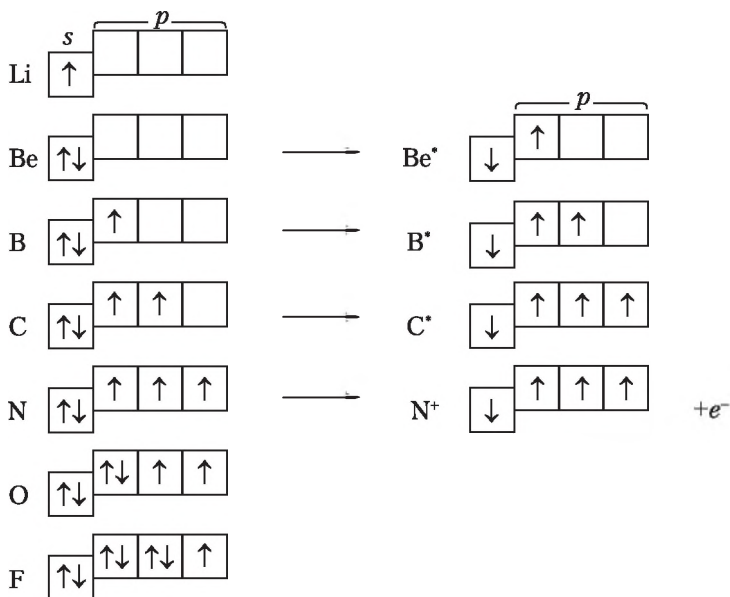 s p
Li ↑
p
Be ↑↓ → Be* ↓ ↑
B ↑↓ ↑ → B* ↓ ↑ ↑
C ↑↓ ↑ ↑ → C* ↓ ↑ ↑ ↑
N ↑↓ ↑ ↑ ↑ → N+ ↓ ↑ ↑ ↑ +e−
O ↑↓ ↑↓ ↑ ↑
F ↑↓ ↑↓ ↑↓ ↑